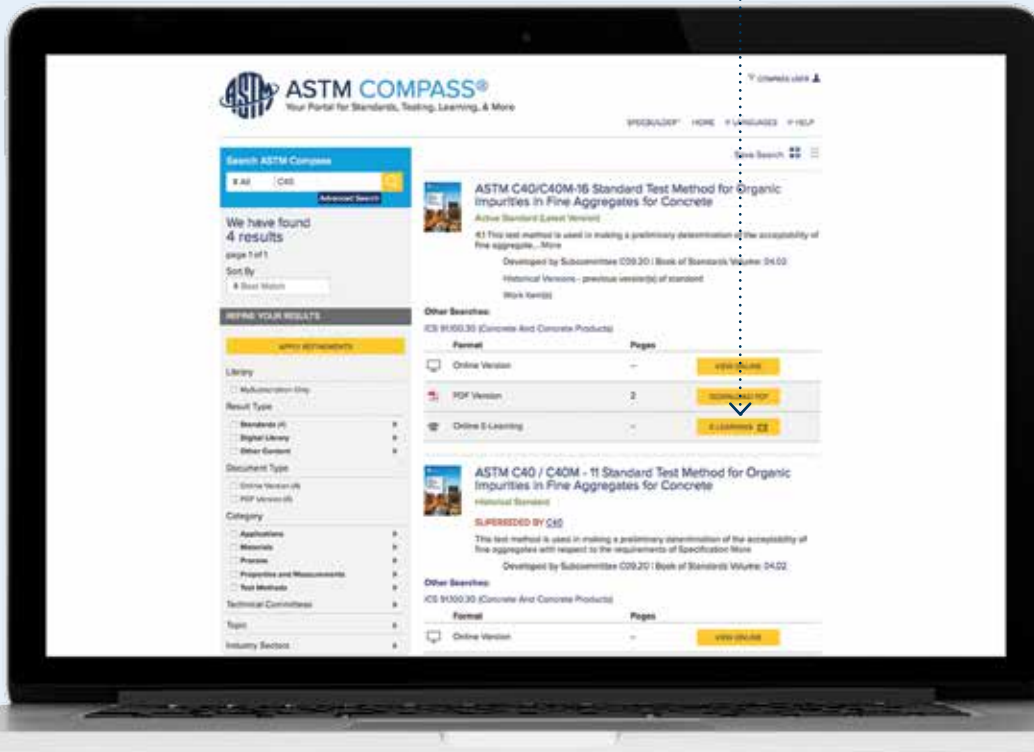 ASTM COMPASS®
Your Portal for Standards, Testing, Learning, & More
COMPASS USER
SPECBUILDER® HOME LANGUAGES HELP
Save Search
Search ASTM Compass
All C40
Advanced Search
We have found
4 results
page 1 of 1
Sort By
Best Match
REFINE YOUR RESULTS
APPLY REFINEMENTS
Library
MySubscription Only
Result Type
Standards (4)
Digital Library
Other Content
Document Type
Online Version (4)
PDF Version (4)
Category
Applications
Materials
Process
Properties and Measurements
Test Methods
Technical Committees
Topic
Industry Sectors
ASTM C40/C40M-16 Standard Test Method for Organic
Impurities in Fine Aggregates for Concrete
Active Standard (Latest Version)
4.1 This test method is used in making a preliminary determination of the acceptability of
fine aggregate... More
Developed by Subcommittee C09.20 | Book of Standards Volume: 04.02
Historical Versions - previous version(s) of standard
Work Item(s)
Other Searches:
ICS 91.100.30 (Concrete And Concrete Products)
Format Pages
Online Version -- VIEW ONLINE
PDF Version 2 DOWNLOAD PDF
Online E-Learning -- E-LEARNING
ASTM C40 / C40M - 11 Standard Test Method for Organic
Impurities in Fine Aggregates for Concrete
Historical Standard
SUPERSEDED BY C40
This test method is used in making a preliminary determination of the acceptability of
fine aggregates with respect to the requirements of Specification More
Developed by Subcommittee C09.20 | Book of Standards Volume: 04.02
Other Searches:
ICS 91.100.30 (Concrete And Concrete Products)
Format Pages
Online Version -- VIEW ONLINE